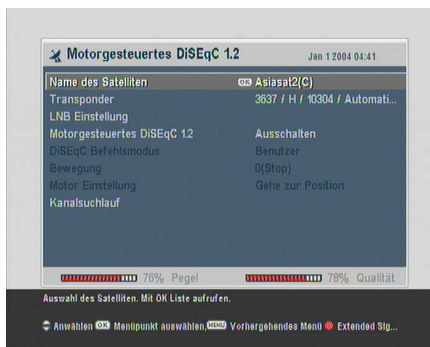 Motorgesteuertes DiSEqC 1.2 Jan 1 2004 04:41
Name des Satelliten OK Asiasat2(C)
Transponder 3637 / H / 10304 / Automati...
LNB Einstellung
Motorgesteuertes DiSEqC 1.2 Ausschalten
DiSEqC Befehlsmodus Benutzer
Bewegung 0(Stop)
Motor Einstellung Gehe zur Position
Kanalsuchlauf
76% Pegel 78% Qualität
Auswahl des Satelliten. Mit OK Liste aufrufen.
Anwählen OK Menüpunkt auswählen, MENU Vorhergehendes Menü Extended Sig...